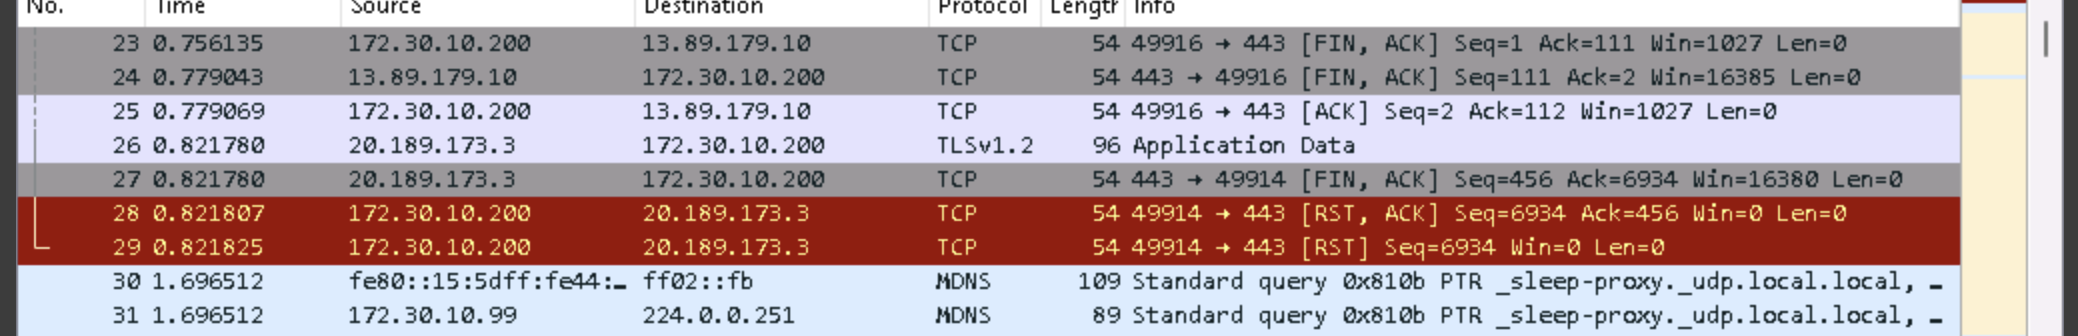 No. Time Source Destination Protocol Length Info
23 0.756135 172.30.10.200 13.89.179.10 TCP 54 49916 → 443 [FIN, ACK] Seq=1 Ack=111 Win=1027 Len=0
24 0.779043 13.89.179.10 172.30.10.200 TCP 54 443 → 49916 [FIN, ACK] Seq=111 Ack=2 Win=16385 Len=0
25 0.779069 172.30.10.200 13.89.179.10 TCP 54 49916 → 443 [ACK] Seq=2 Ack=112 Win=1027 Len=0
26 0.821780 20.189.173.3 172.30.10.200 TLSv1.2 96 Application Data
27 0.821780 20.189.173.3 172.30.10.200 TCP 54 443 → 49914 [FIN, ACK] Seq=456 Ack=6934 Win=16380 Len=0
28 0.821807 172.30.10.200 20.189.173.3 TCP 54 49914 → 443 [RST, ACK] Seq=6934 Ack=456 Win=0 Len=0
29 0.821825 172.30.10.200 20.189.173.3 TCP 54 49914 → 443 [RST] Seq=6934 Win=0 Len=0
30 1.696512 fe80::15:5dff:fe44:… ff02::fb MDNS 109 Standard query 0x810b PTR _sleep-proxy._udp.local.local, …
31 1.696512 172.30.10.99 224.0.0.251 MDNS 89 Standard query 0x810b PTR _sleep-proxy._udp.local.local, …